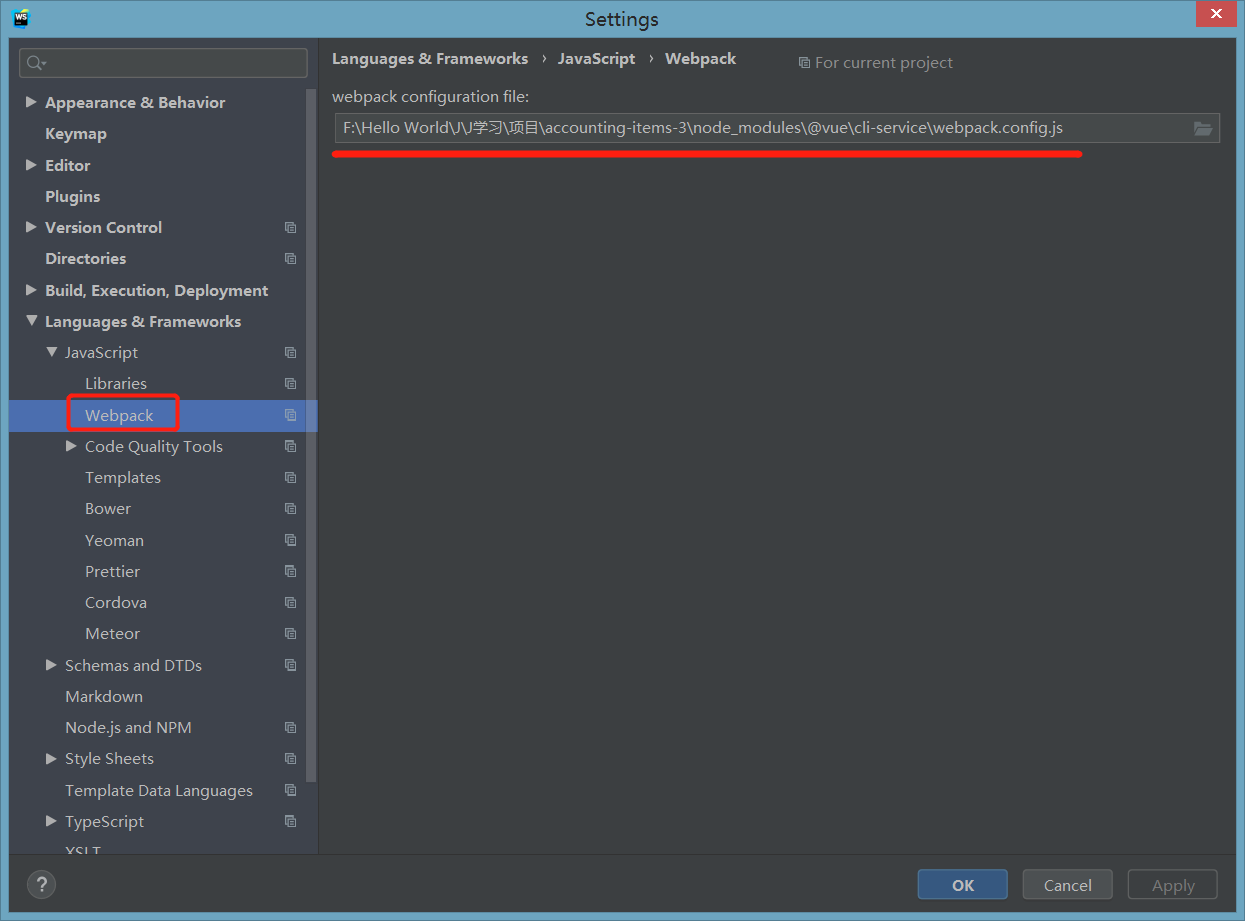 WS
Settings
Languages & Frameworks › JavaScript › Webpack
For current project
webpack configuration file:
F:\Hello World\J\J学习\项目\accounting-items-3\node_modules\@vue\cli-service\webpack.config.js
Appearance & Behavior
Keymap
Editor
Plugins
Version Control
Directories
Build, Execution, Deployment
Languages & Frameworks
JavaScript
Libraries
Webpack
Code Quality Tools
Templates
Bower
Yeoman
Prettier
Cordova
Meteor
Schemas and DTDs
Markdown
Node.js and NPM
Style Sheets
Template Data Languages
TypeScript
XSLT
?
OK
Cancel
Apply